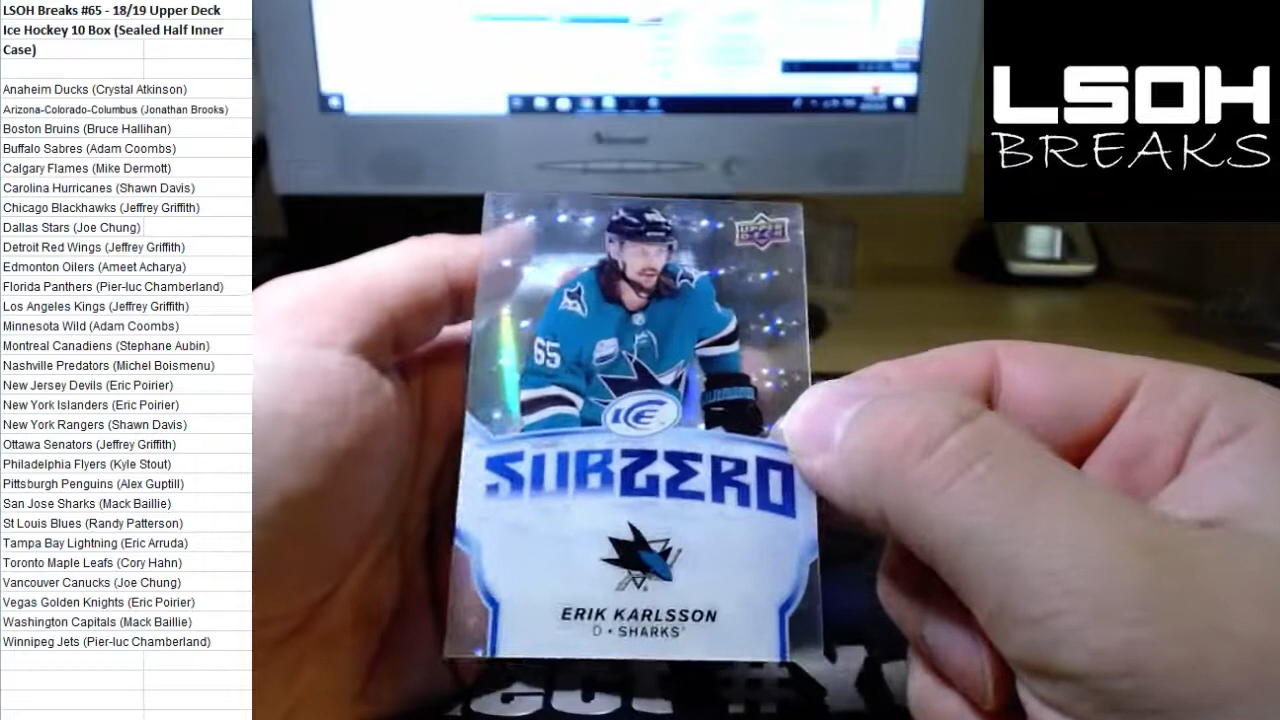 LSOH Breaks #65 - 18/19 Upper Deck
Ice Hockey 10 Box (Sealed Half Inner
Case)
Anaheim Ducks (Crystal Atkinson)
Arizona-Colorado-Columbus (Jonathan Brooks)
Boston Bruins (Bruce Hallihan)
Buffalo Sabres (Adam Coombs)
Calgary Flames (Mike Dermott)
Carolina Hurricanes (Shawn Davis)
Chicago Blackhawks (Jeffrey Griffith)
Dallas Stars (Joe Chung)
Detroit Red Wings (Jeffrey Griffith)
Edmonton Oilers (Ameet Acharya)
Florida Panthers (Pier-luc Chamberland)
Los Angeles Kings (Jeffrey Griffith)
Minnesota Wild (Adam Coombs)
Montreal Canadiens (Stephane Aubin)
Nashville Predators (Michel Boismenu)
New Jersey Devils (Eric Poirier)
New York Islanders (Eric Poirier)
New York Rangers (Shawn Davis)
Ottawa Senators (Jeffrey Griffith)
Philadelphia Flyers (Kyle Stout)
Pittsburgh Penguins (Alex Guptill)
San Jose Sharks (Mack Baillie)
St Louis Blues (Randy Patterson)
Tampa Bay Lightning (Eric Arruda)
Toronto Maple Leafs (Cory Hahn)
Vancouver Canucks (Joe Chung)
Vegas Golden Knights (Eric Poirier)
Washington Capitals (Mack Baillie)
Winnipeg Jets (Pier-luc Chamberland)
UPPER
DECK
65
ICE
SUBZERO
ERIK KARLSSON
D • SHARKS
LSOH
BREAKS